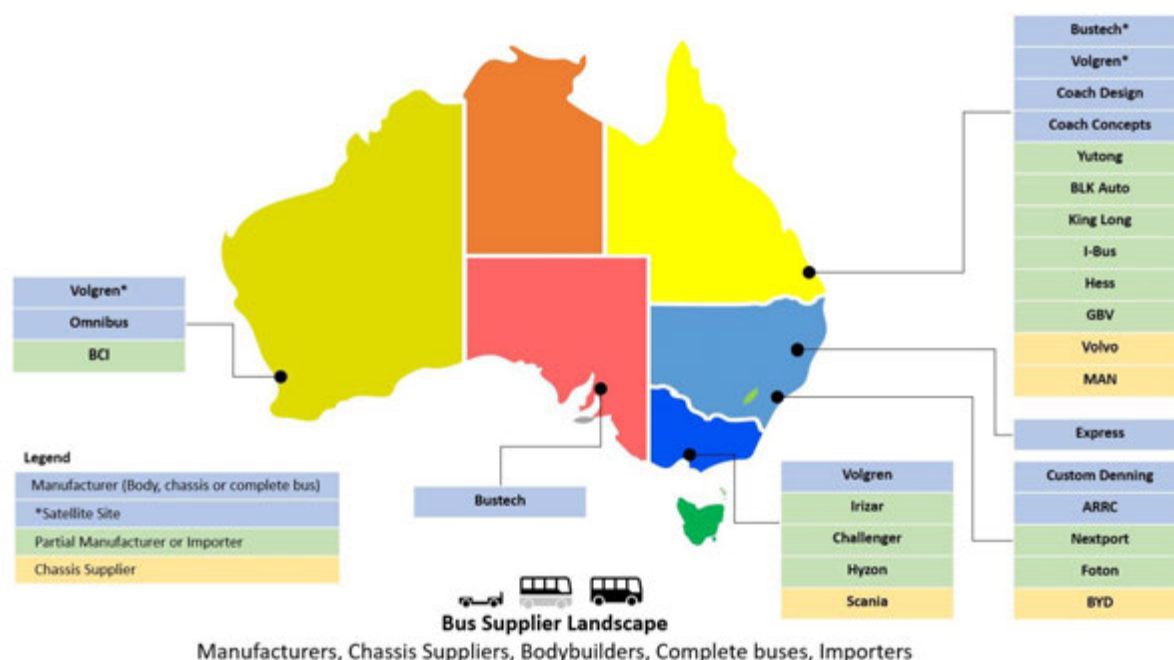 Bustech*
Volgren*
Coach Design
Coach Concepts
Yutong
BLK Auto
King Long
I-Bus
Hess
GBV
Volvo
MAN
Volgren*
Omnibus
BCI
Express
Legend
Manufacturer (Body, chassis or complete bus)
*Satellite Site
Partial Manufacturer or Importer
Chassis Supplier
Bustech
Volgren
Irizar
Challenger
Hyzon
Scania
Custom Denning
ARRC
Nextport
Foton
BYD
Bus Supplier Landscape
Manufacturers, Chassis Suppliers, Bodybuilders, Complete buses, Importers